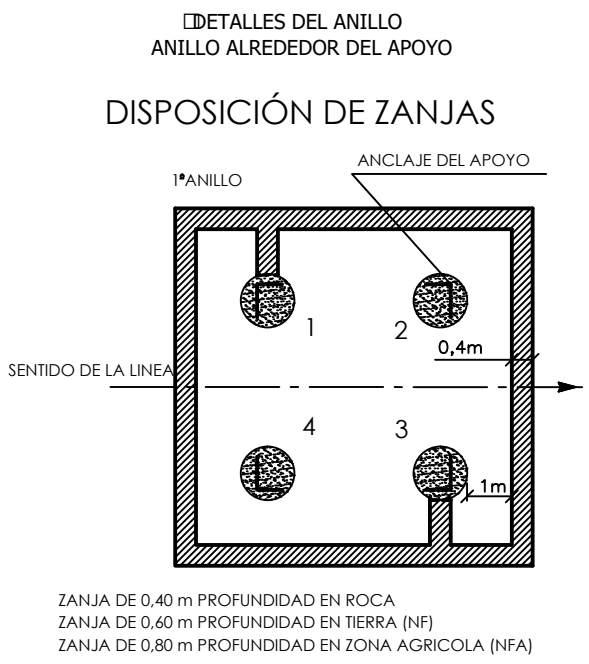 DETALLES DEL ANILLO
ANILLO ALREDEDOR DEL APOYO
DISPOSICIÓN DE ZANJAS
ANCLAJE DEL APOYO
1ªANILLO
1
2
0,4m
SENTIDO DE LA LINEA
4
3
1m
ZANJA DE 0,40 m PROFUNDIDAD EN ROCA
ZANJA DE 0,60 m PROFUNDIDAD EN TIERRA (NF)
ZANJA DE 0,80 m PROFUNDIDAD EN ZONA AGRICOLA (NFA)